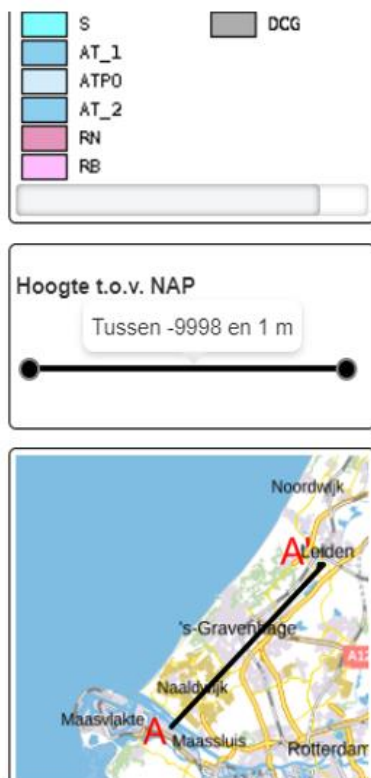 S DCG
AT_1
ATPO
AT_2
RN
RB
Hoogte t.o.v. NAP
Tussen -9998 en 1 m
Noordwijk
A' Leiden
's-Gravenhage
A12
Naaldwijk
Maasvlakte
A Maassluis
Rotterdam